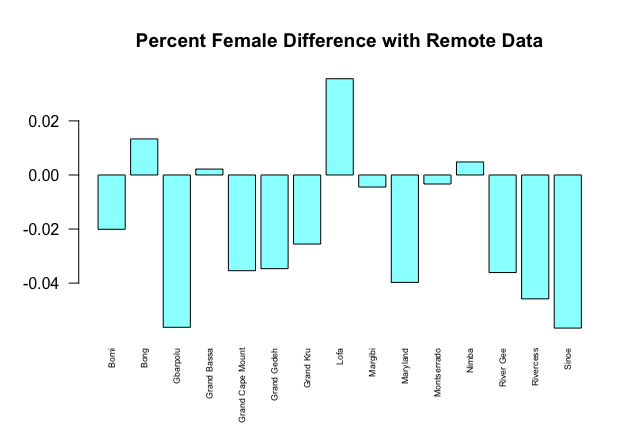 Percent Female Difference with Remote Data
0.02
0.00
-0.02
-0.04
Bomi
Bong
Gbarpolu
Grand Bassa
Grand Cape Mount
Grand Gedeh
Grand Kru
Lofa
Margibi
Maryland
Montserrado
Nimba
River Gee
Rivercess
Sinoe